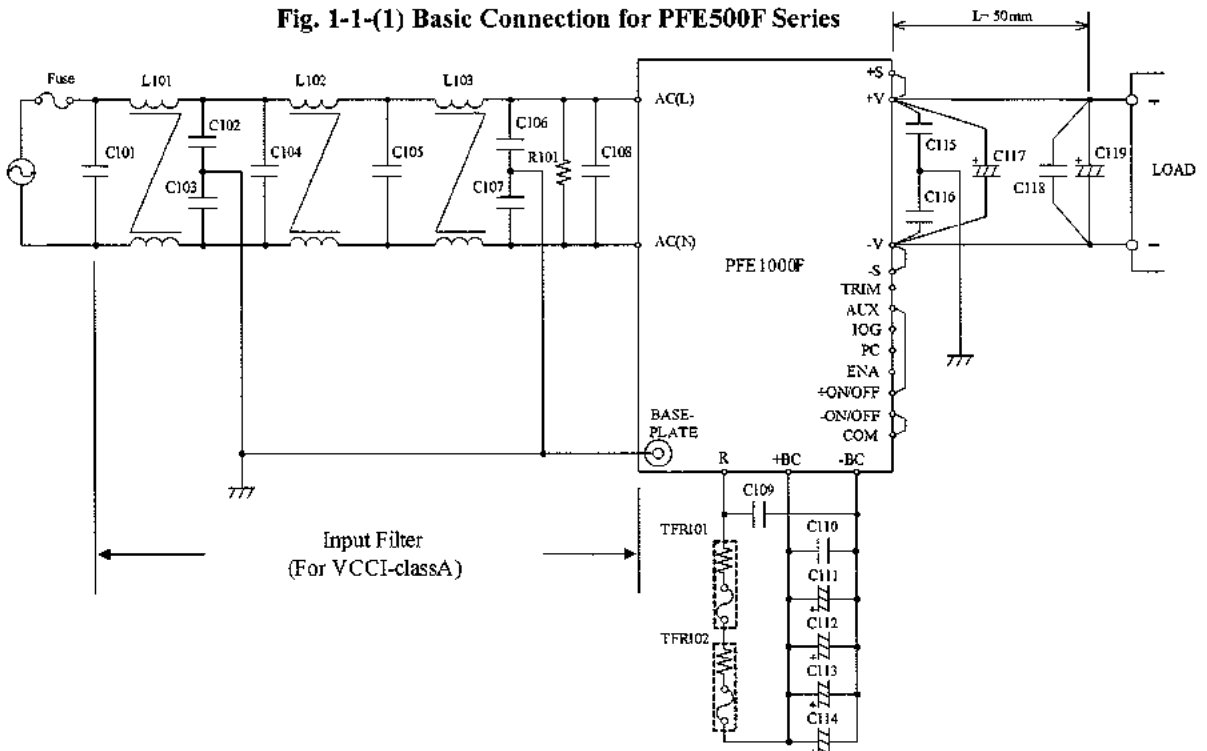 Fig. 1-1-(1) Basic Connection for PFE500F Series
L= 50mm
Fuse
L101
L102
L103
C101
C102
C103
C104
C105
C106
C107
R101
C108
AC(L)
AC(N)
+S
+V
C115
C116
C117
C118
C119
+
-
LOAD
PFE1000F
-V
-S
TRIM
AUX
IOG
PC
ENA
+ON/OFF
-ON/OFF
COM
BASE-
PLATE
R
+BC
-BC
C109
TFR101
TFR102
C110
C111
C112
C113
C114
Input Filter
(For VCCI-classA)